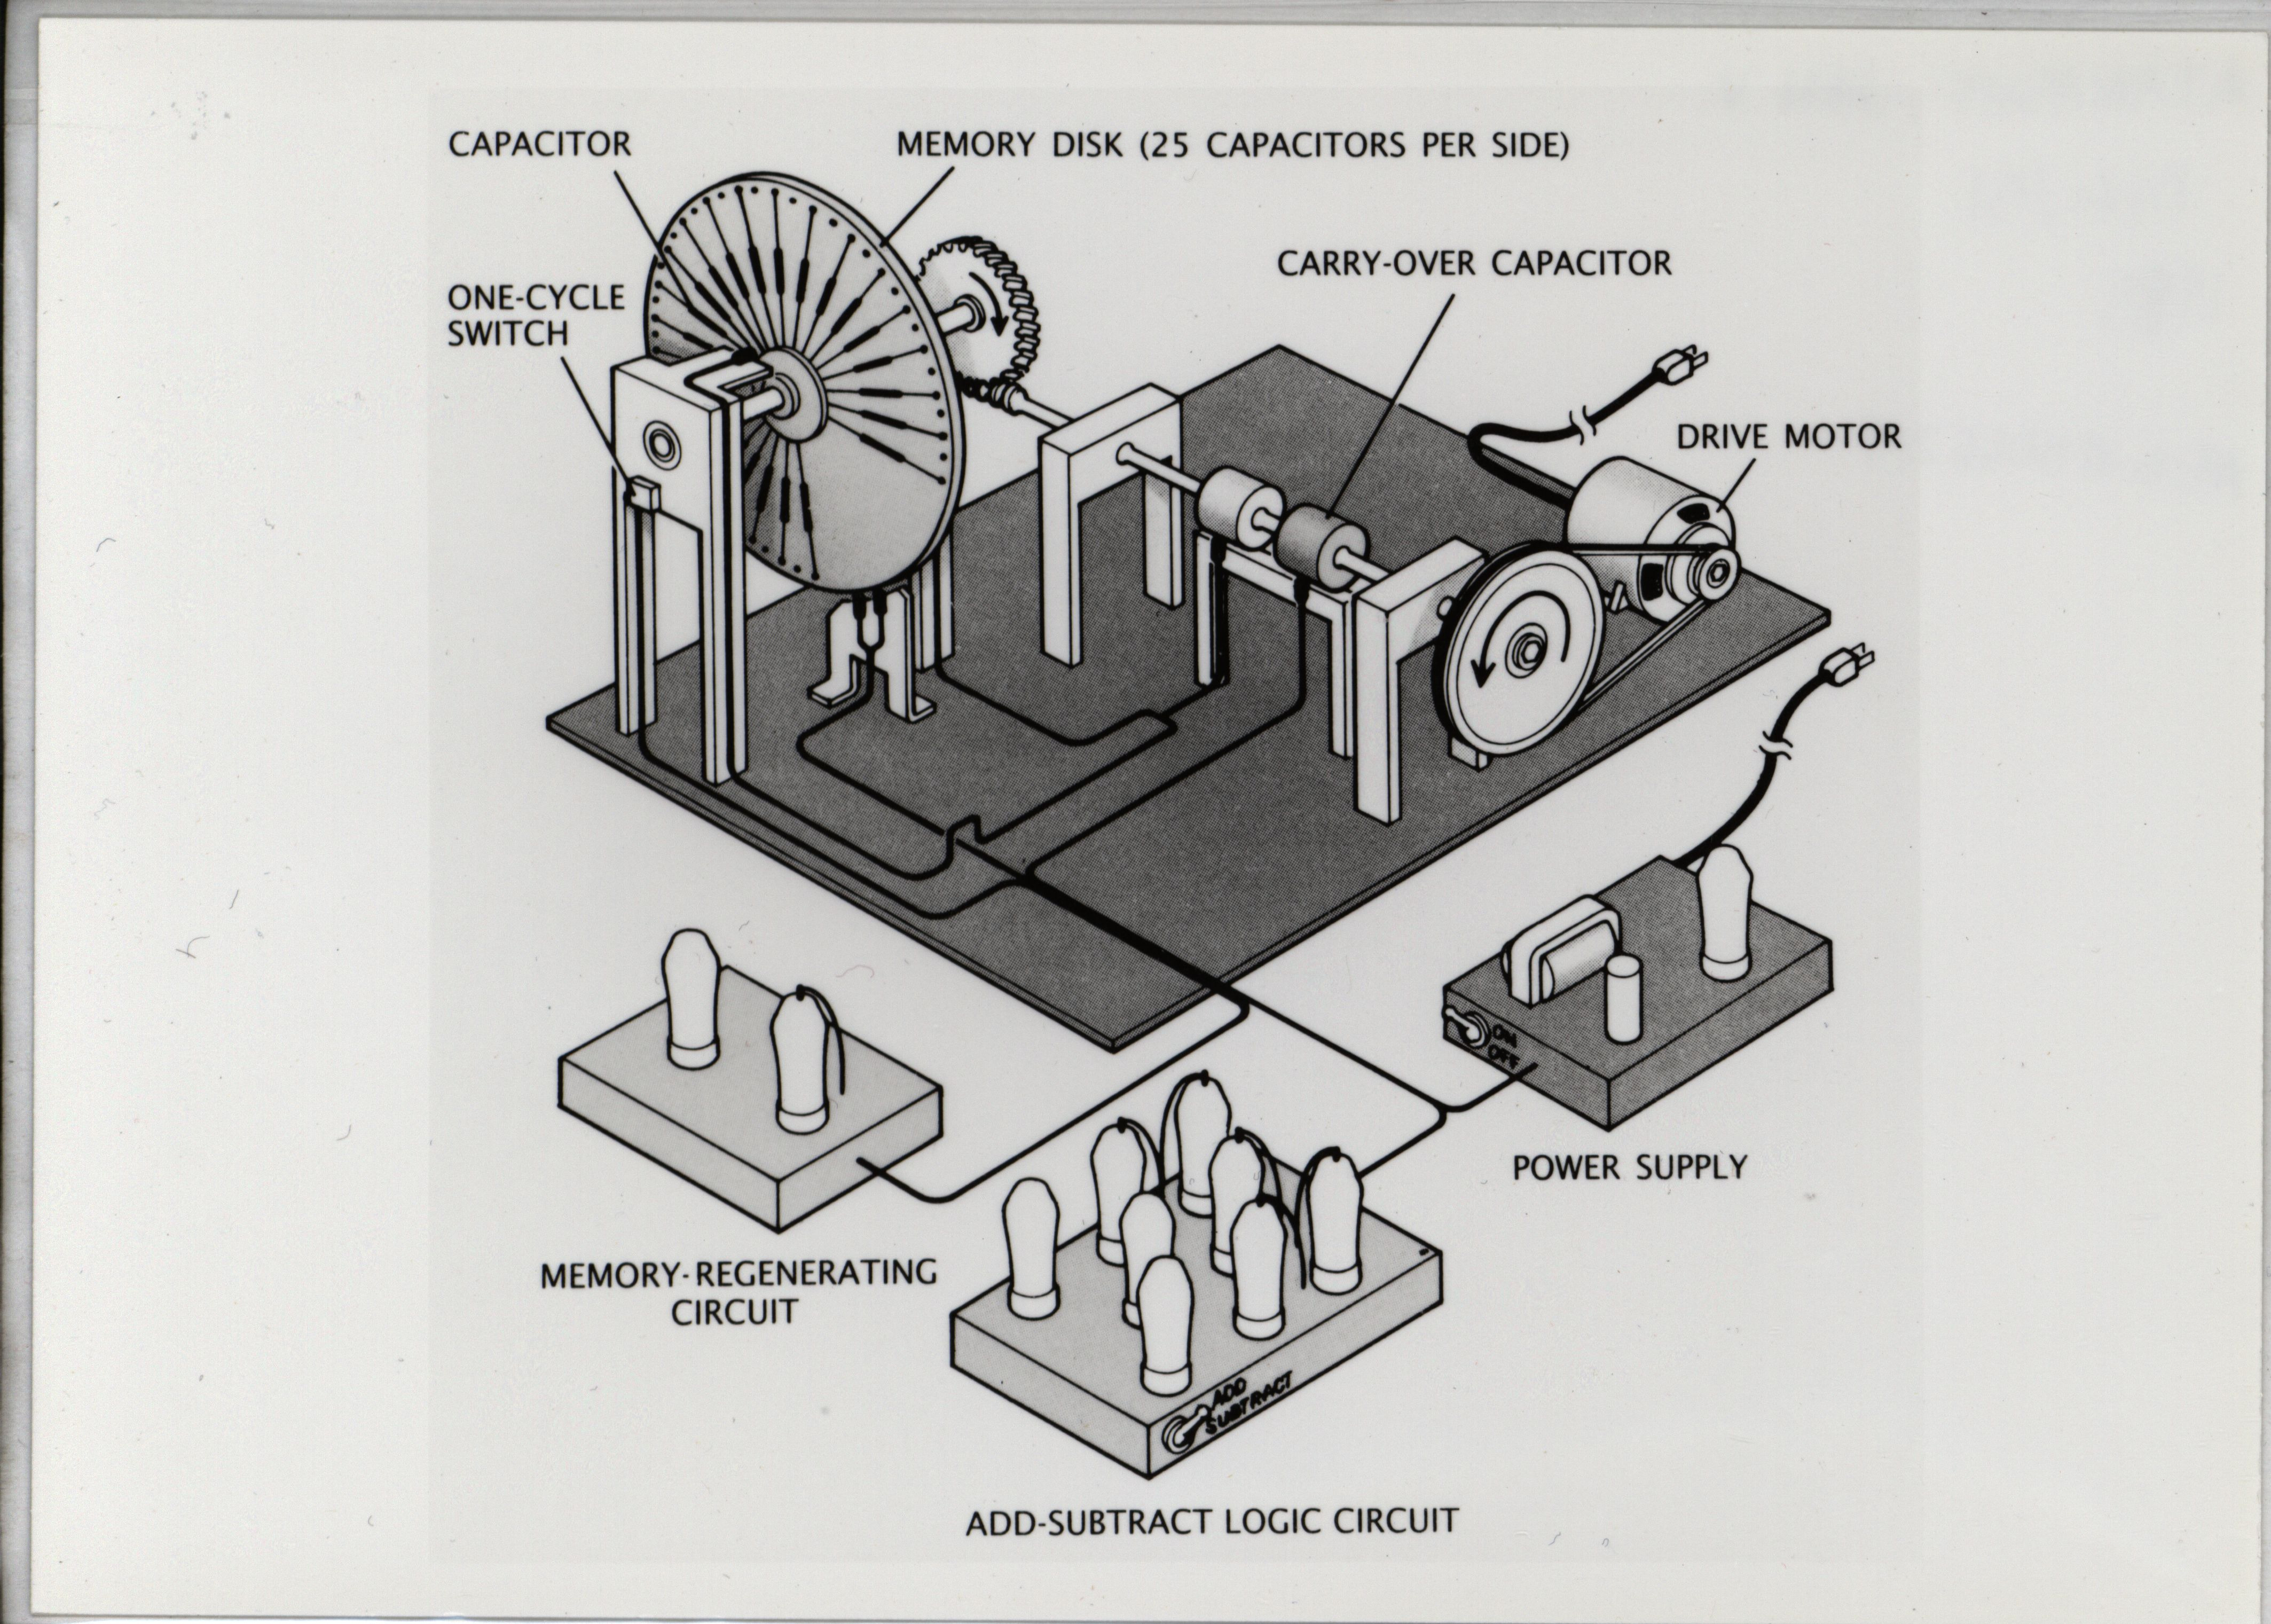 CAPACITOR
MEMORY DISK (25 CAPACITORS PER SIDE)
CARRY-OVER CAPACITOR
ONE-CYCLE
SWITCH
DRIVE MOTOR
ON
OFF
POWER SUPPLY
MEMORY-REGENERATING
CIRCUIT
ADD
SUBTRACT
ADD-SUBTRACT LOGIC CIRCUIT